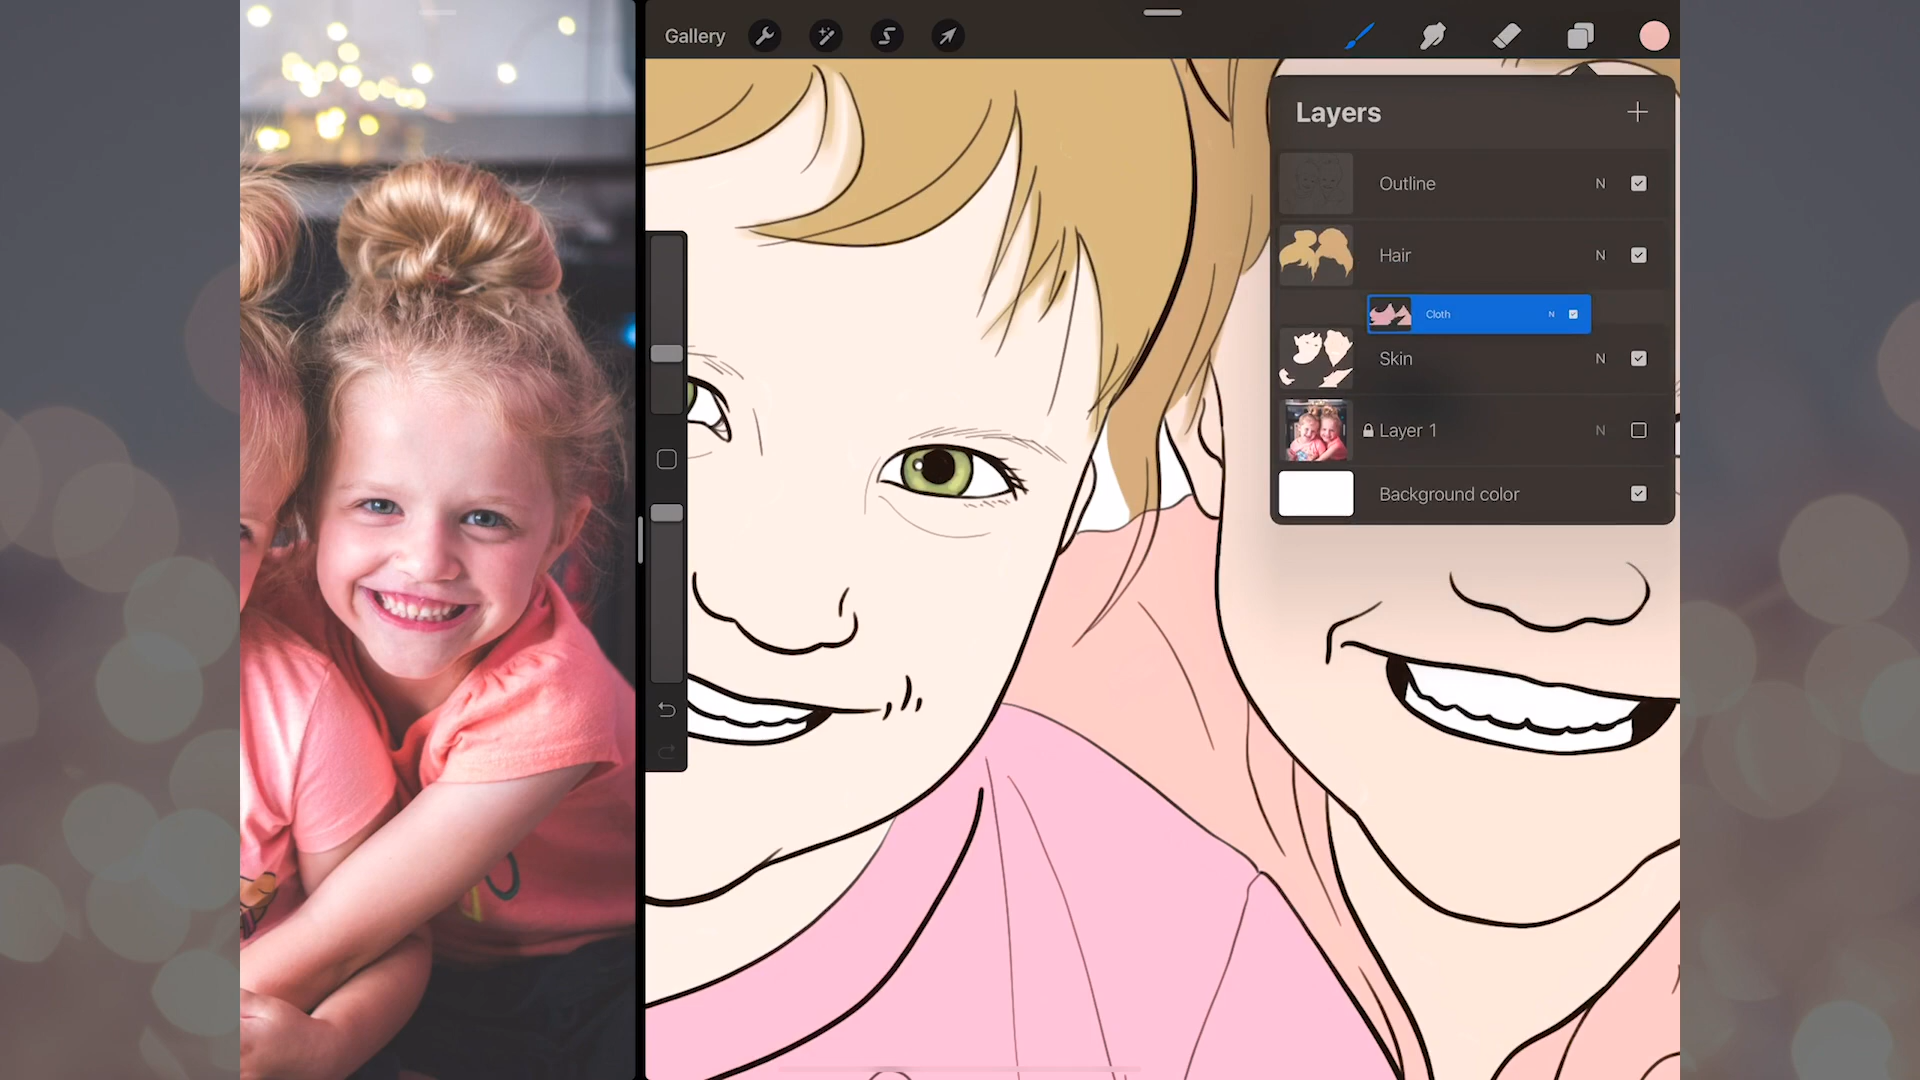 Gallery
Layers
Outline N
Hair N
Cloth N
Skin N
Layer 1 N
Background color